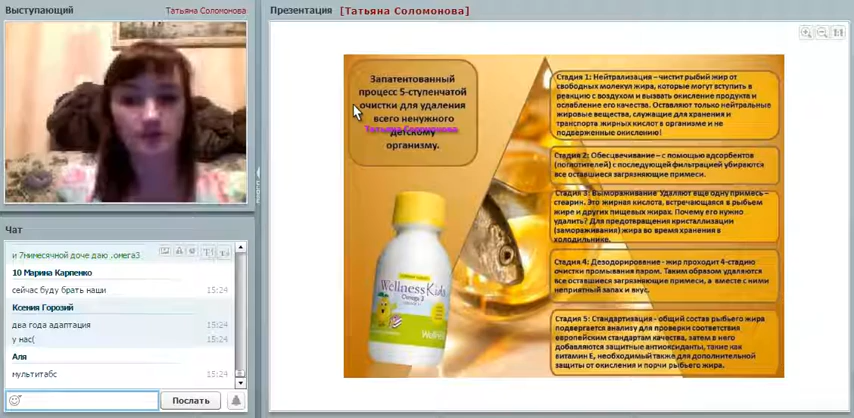 Выступающий
Татьяна Соломонова
Чат
и 7ммесячной доче даю .омега3
10 Марина Карпенко
сейчас буду брать наши 15:24
Ксения Горозий
два года адаптация 15:24
у нас( 15:24
Аля
мультитабс 15:24
Послать
Презентация [Татьяна Соломонова]
Запатентованный
процесс 5-ступенчатой
очистки для удаления
всего ненужного
Татьяна Соломонова
детскому
организму.
Wellness Kids
Omega 3
Стадия 1: Нейтрализация – чистит рыбий жир от
свободных молекул жира, которые могут вступить в
реакцию с воздухом и вызвать окисление продукта и
ослабление его качества. Оставляют только нейтральные
жировые вещества, служащие для хранения и
транспорта жирных кислот в организме и не
подверженные окислению!
Стадия 2: Обесцвечивание – с помощью адсорбентов
(поглотителей) с последующей фильтрацией убираются
все оставшиеся загрязняющие примеси.
Стадия 3: Вымораживание Удаляют еще одну примесь –
стеарин. Это жирная кислота, встречающаяся в рыбьем
жире и других пищевых жирах. Почему его нужно
удалить? Для предотвращения кристаллизации
(замораживания) жира во время хранения в
холодильнике.
Стадия 4: Дезодорирование - жир проходит 4-стадию
очистки промывания паром. Таким образом удаляются
все оставшиеся загрязняющие примеси, а вместе с ними
неприятный запах и вкус.
Стадия 5: Стандартизация - общий состав рыбьего жира
подвергается анализу для проверки соответствия
европейским стандартам качества, затем в него
добавляются защитные антиоксиданты, такие как
витамин Е, необходимый также для дополнительной
защиты от окисления и порчи рыбьего жира.